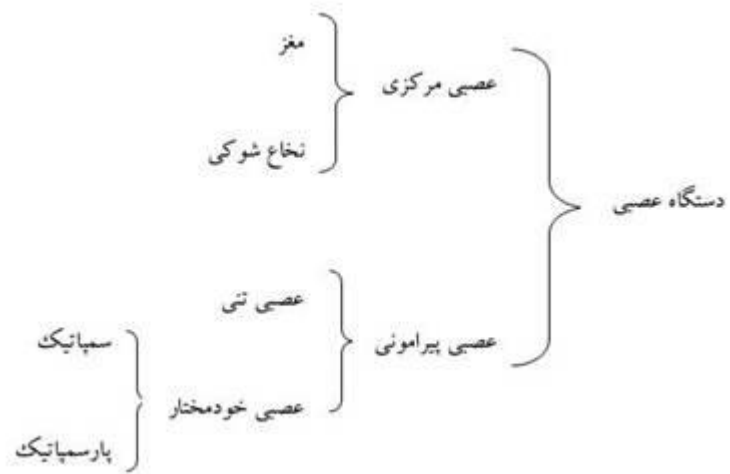 دستگاه عصبی
عصبی مرکزی
مغز
نخاع شوکی
عصبی پیرامونی
عصبی تنی
عصبی خودمختار
سمپاتیک
پارسمپاتیک